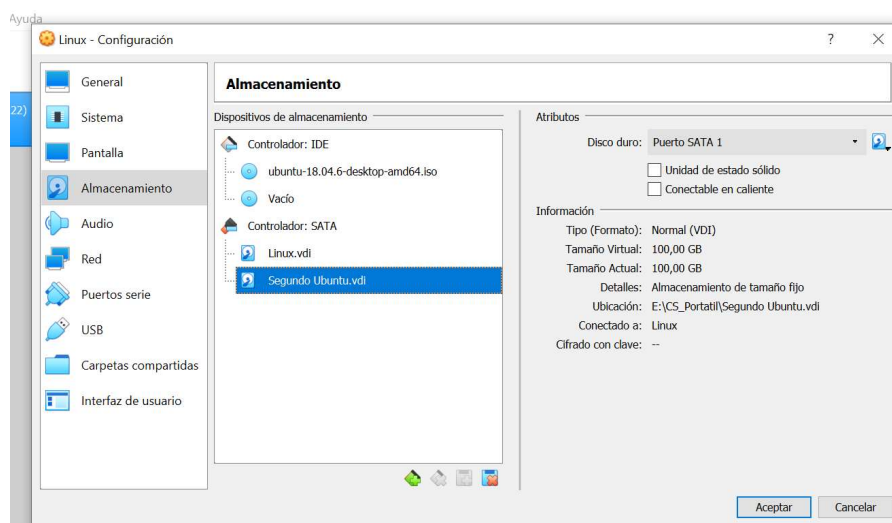 Ayuda
Linux - Configuración
?
22)
General
Sistema
Pantalla
Almacenamiento
Audio
Red
Puertos serie
USB
Carpetas compartidas
Interfaz de usuario
Almacenamiento
Dispositivos de almacenamiento
Controlador: IDE
ubuntu-18.04.6-desktop-amd64.iso
Vacío
Controlador: SATA
Linux.vdi
Segundo Ubuntu.vdi
Atributos
Disco duro: Puerto SATA 1
Unidad de estado sólido
Conectable en caliente
Información
Tipo (Formato): Normal (VDI)
Tamaño Virtual: 100,00 GB
Tamaño Actual: 100,00 GB
Detalles: Almacenamiento de tamaño fijo
Ubicación: E:\CS_Portatil\Segundo Ubuntu.vdi
Conectado a: Linux
Cifrado con clave: --
Aceptar Cancelar